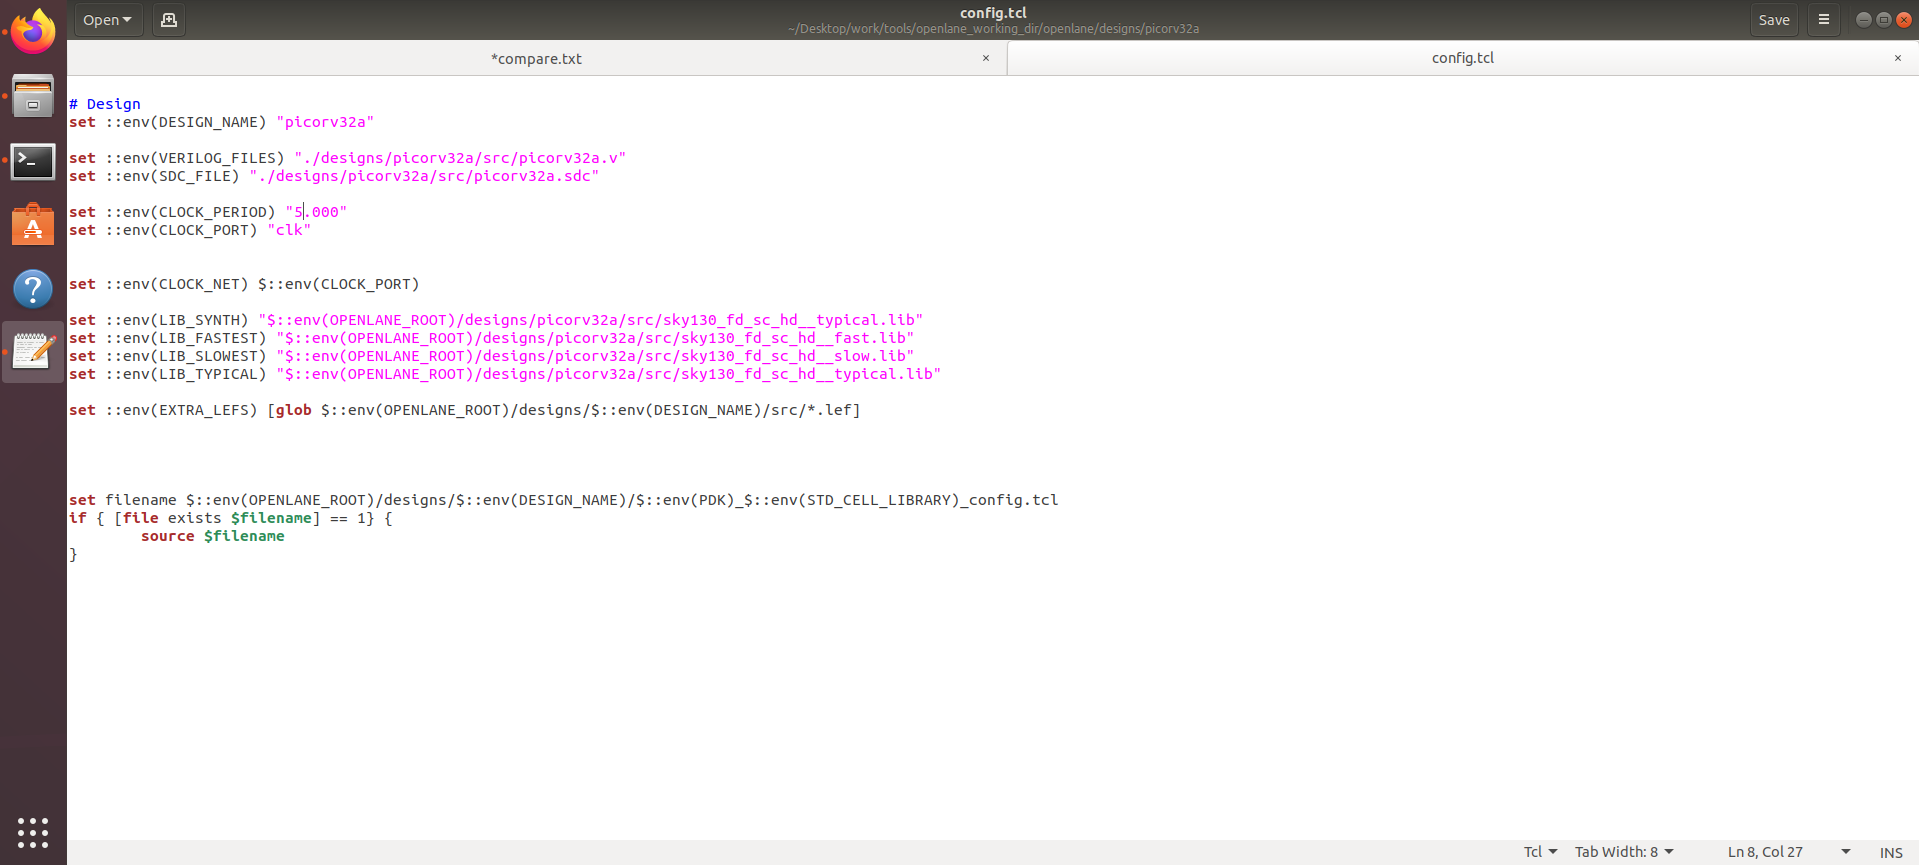 Open
config.tcl
~/Desktop/work/tools/openlane_working_dir/openlane/designs/picorv32a
Save
*compare.txt
config.tcl
# Design
set ::env(DESIGN_NAME) "picorv32a"
set ::env(VERILOG_FILES) "./designs/picorv32a/src/picorv32a.v"
set ::env(SDC_FILE) "./designs/picorv32a/src/picorv32a.sdc"
set ::env(CLOCK_PERIOD) "5.000"
set ::env(CLOCK_PORT) "clk"
set ::env(CLOCK_NET) $::env(CLOCK_PORT)
set ::env(LIB_SYNTH) "$::env(OPENLANE_ROOT)/designs/picorv32a/src/sky130_fd_sc_hd__typical.lib"
set ::env(LIB_FASTEST) "$::env(OPENLANE_ROOT)/designs/picorv32a/src/sky130_fd_sc_hd__fast.lib"
set ::env(LIB_SLOWEST) "$::env(OPENLANE_ROOT)/designs/picorv32a/src/sky130_fd_sc_hd__slow.lib"
set ::env(LIB_TYPICAL) "$::env(OPENLANE_ROOT)/designs/picorv32a/src/sky130_fd_sc_hd__typical.lib"
set ::env(EXTRA_LEFS) [glob $::env(OPENLANE_ROOT)/designs/$::env(DESIGN_NAME)/src/*.lef]
set filename $::env(OPENLANE_ROOT)/designs/$::env(DESIGN_NAME)/$::env(PDK)_$::env(STD_CELL_LIBRARY)_config.tcl
if { [file exists $filename] == 1} {
source $filename
}
Tcl
Tab Width: 8
Ln 8, Col 27
INS